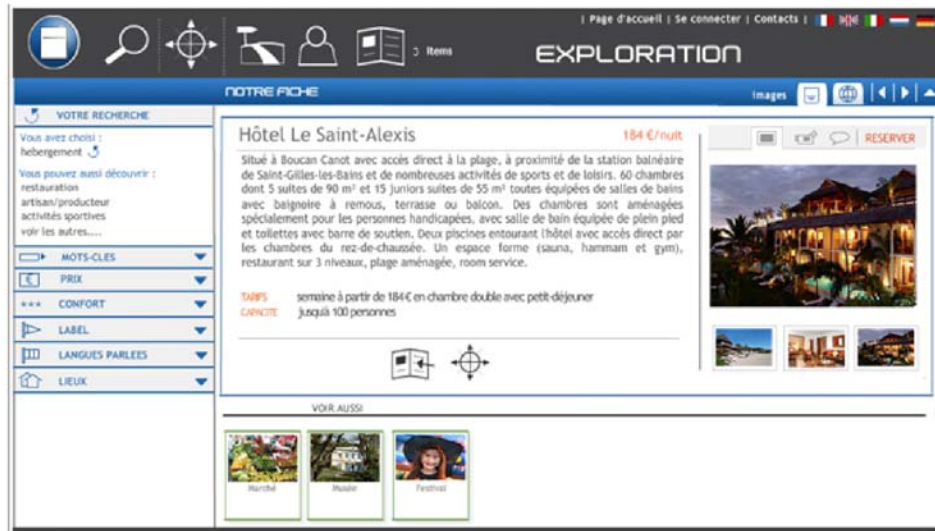 | Page d'accueil | Se connecter | Contacts |
Items
EXPLORATION
NOTRE FICHE
images
VOTRE RECHERCHE
Vous avez choisi :
hebergement
Vous pouvez aussi découvrir :
restauration
artisan/producteur
activités sportives
voir les autres....
MOTS-CLES
PRIX
CONFORT
LABEL
LANGUES PARLEES
LIEUX
Hôtel Le Saint-Alexis
184 €/nuit
Situé à Boucan Canot avec accès direct à la plage, à proximité de la station balnéaire
de Saint-Gilles-les-Bains et de nombreuses activités de sports et de loisirs. 60 chambres
dont 5 suites de 90 m² et 15 juniors suites de 55 m² toutes équipées de salles de bains
avec baignoire à remous, terrasse ou balcon. Des chambres sont aménagées
spécialement pour les personnes handicapées, avec salle de bain équipée de plein pied
et toilettes avec barre de soutien. Deux piscines entourant l'hôtel avec accès direct par
les chambres du rez-de-chaussée. Un espace forme (sauna, hammam et gym),
restaurant sur 3 niveaux, plage aménagée, room service.
TARIFS semaine à partir de 184 € en chambre double avec petit-déjeuner
CAPACITE jusquà 100 personnes
RESERVER
VOIR AUSSI
Marché
Musée
Festival